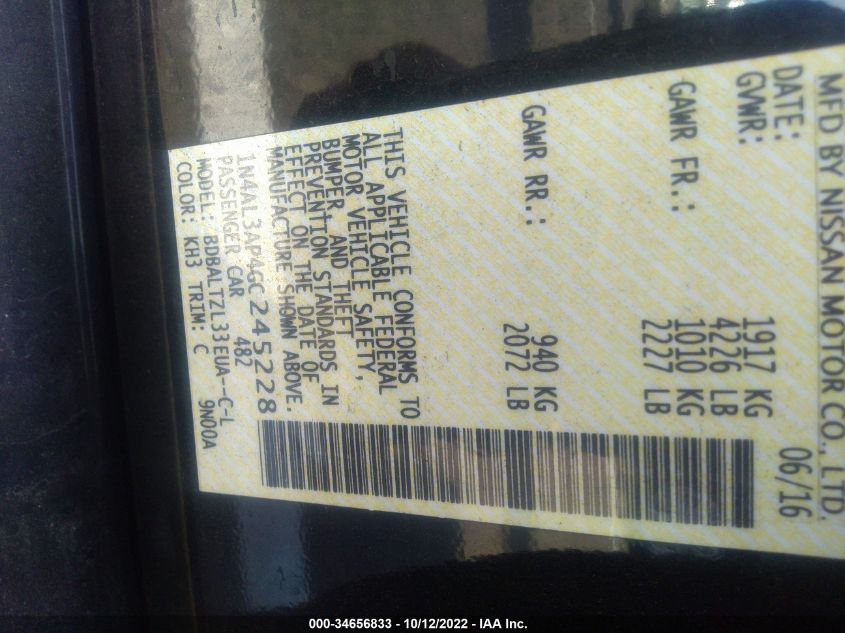 MFD BY NISSAN MOTOR CO., LTD.
DATE: 06/16
GVWR: 1917 KG
4226 LB
GAWR FR.: 1010 KG
2227 LB
GAWR RR.: 940 KG
2072 LB
THIS VEHICLE CONFORMS TO
ALL APPLICABLE FEDERAL
MOTOR VEHICLE SAFETY,
BUMPER, AND THEFT
PREVENTION STANDARDS IN
EFFECT ON THE DATE OF
MANUFACTURE SHOWN ABOVE.
1N4AL3AP4GC245228
PASSENGER CAR 482
MODEL: BDBALTZL33EUA--C-L
COLOR: KH3 TRIM: C 9N00A
000-34656833 - 10/12/2022 - IAA Inc.